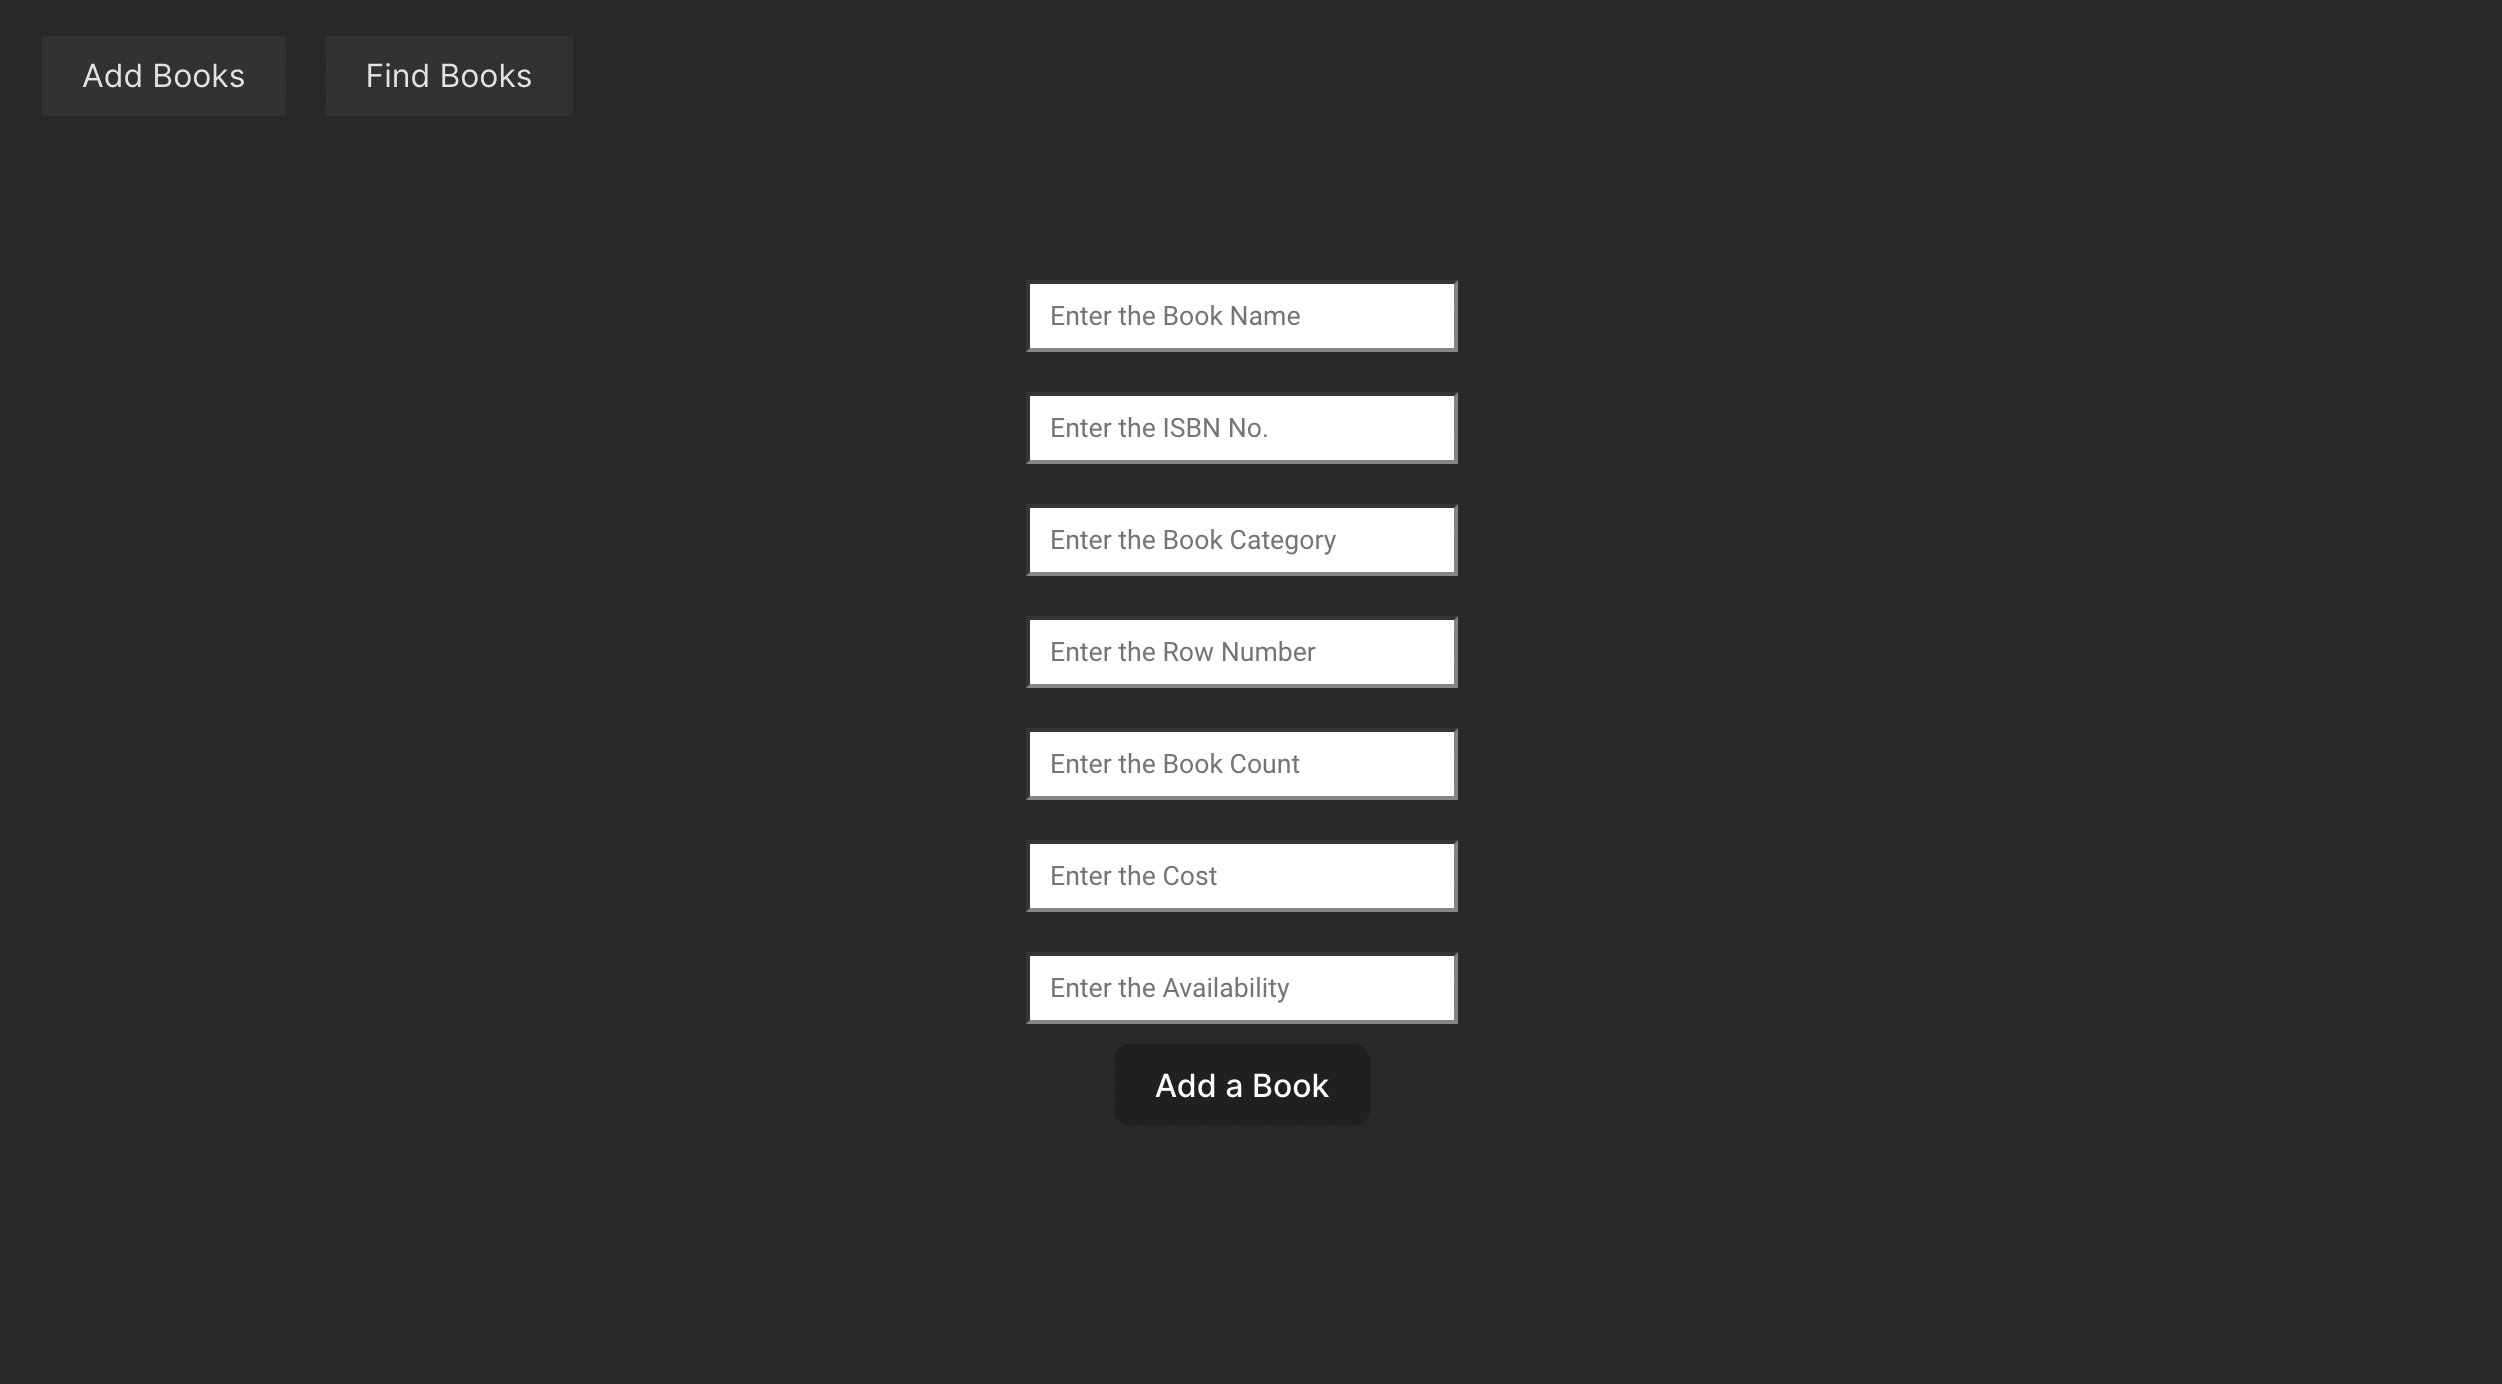 Add Books
Find Books
Enter the Book Name
Enter the ISBN No.
Enter the Book Category
Enter the Row Number
Enter the Book Count
Enter the Cost
Enter the Availability
Add a Book